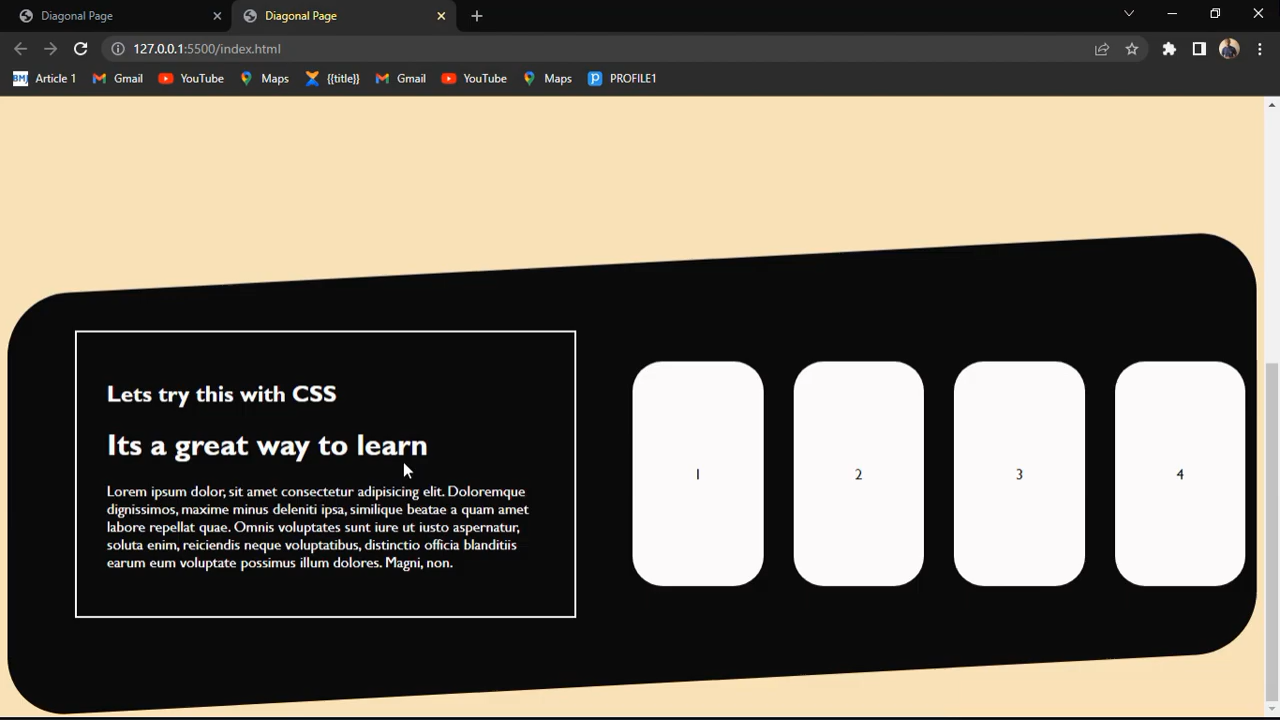 Diagonal Page
Diagonal Page
127.0.0.1:5500/index.html
BMJ Article 1 Gmail YouTube Maps {{title}} Gmail YouTube Maps p PROFILE1
Lets try this with CSS
Its a great way to learn
Lorem ipsum dolor, sit amet consectetur adipisicing elit. Doloremque
dignissimos, maxime minus deleniti ipsa, similique beatae a quam amet
labore repellat quae. Omnis voluptates sunt iure ut iusto aspernatur,
soluta enim, reiciendis neque voluptatibus, distinctio officia blanditiis
earum eum voluptate possimus illum dolores. Magni, non.
1
2
3
4